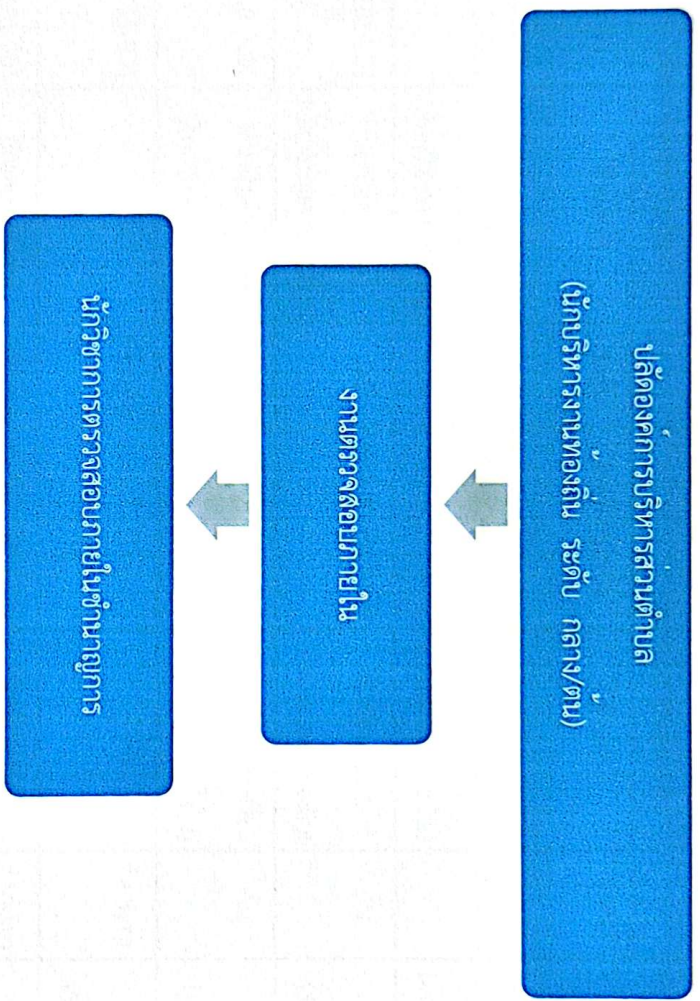 ปลัดองค์การบริหารส่วนตำบล
(นักบริหารงานท้องถิ่น ระดับ กลาง/ต้น)
งานตรวจสอบภายใน
นักวิชาการตรวจสอบภายในชำนาญการ